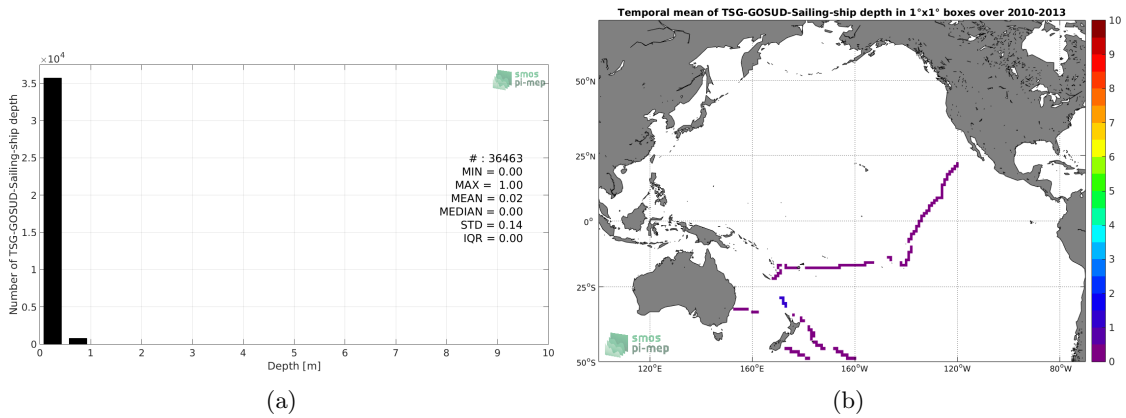 ×10⁴
3.5
3
2.5
2
1.5
1
0.5
0
Number of TSG-GOSUD-Sailing-ship depth
smos
pi-mep
# : 36463
MIN = 0.00
MAX = 1.00
MEAN = 0.02
MEDIAN = 0.00
STD = 0.14
IQR = 0.00
0 1 2 3 4 5 6 7 8 9 10
Depth [m]
(a)
Temporal mean of TSG-GOSUD-Sailing-ship depth in 1°x1° boxes over 2010-2013
50°N
25°N
0°
25°S
50°S
smos
pi-mep
120°E 160°E 160°W 120°W 80°W
10
9
8
7
6
5
4
3
2
1
0
(b)